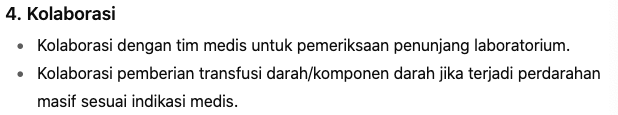 4. Kolaborasi
• Kolaborasi dengan tim medis untuk pemeriksaan penunjang laboratorium.
• Kolaborasi pemberian transfusi darah/komponen darah jika terjadi perdarahan
masif sesuai indikasi medis.